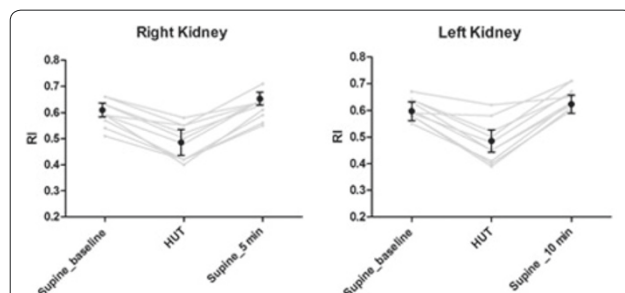 Right Kidney
0.8
0.7
0.6
0.5
0.4
0.3
0.2
RI
Supine_baseline
HUT
Supine_5 min
Left Kidney
0.8
0.7
0.6
0.5
0.4
0.3
0.2
RI
Supine_baseline
HUT
Supine_10 min